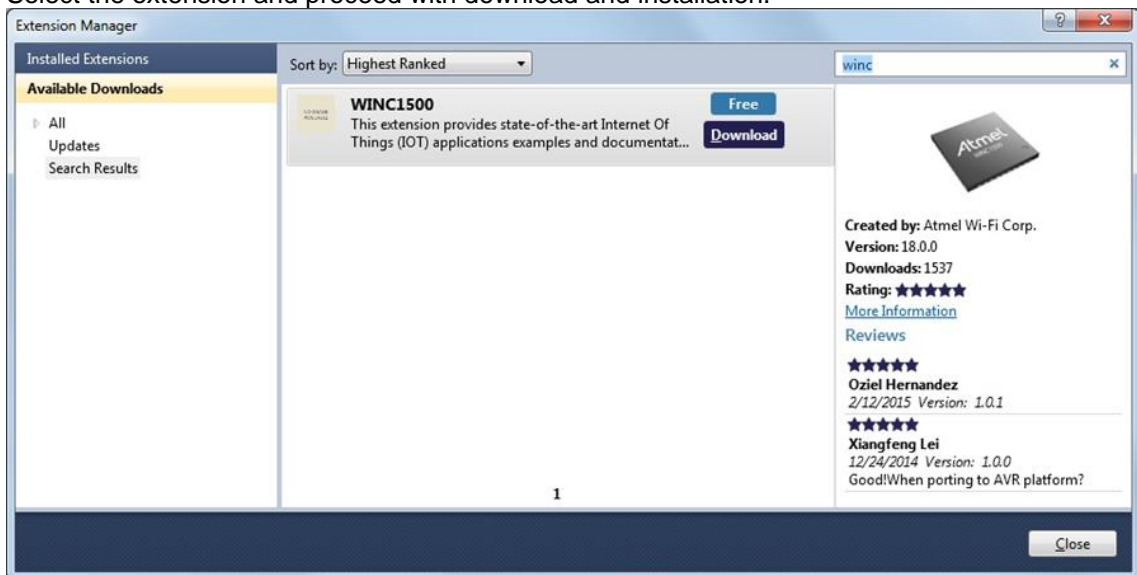 Select the extension and proceed with download and installation.
Extension Manager
Installed Extensions
Available Downloads
All
Updates
Search Results
Sort by: Highest Ranked
WINC1500
This extension provides state-of-the-art Internet Of
Things (IOT) applications examples and documentat...
Free
Download
1
winc
Atmel
WINC1500
Created by: Atmel Wi-Fi Corp.
Version: 18.0.0
Downloads: 1537
Rating: ★★★★★
More Information
Reviews
★★★★★
Oziel Hernandez
2/12/2015 Version: 1.0.1
★★★★★
Xiangfeng Lei
12/24/2014 Version: 1.0.0
Good!When porting to AVR platform?
Close